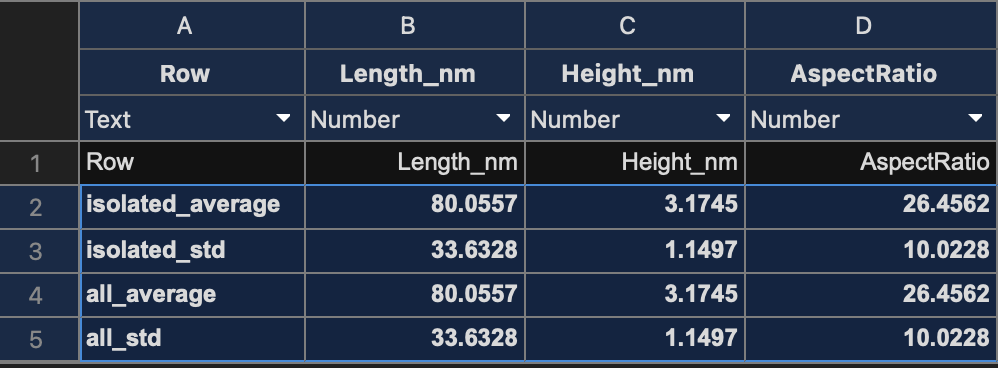 A B C D
Row Length_nm Height_nm AspectRatio
Text Number Number Number
1 Row Length_nm Height_nm AspectRatio
2 isolated_average 80.0557 3.1745 26.4562
3 isolated_std 33.6328 1.1497 10.0228
4 all_average 80.0557 3.1745 26.4562
5 all_std 33.6328 1.1497 10.0228